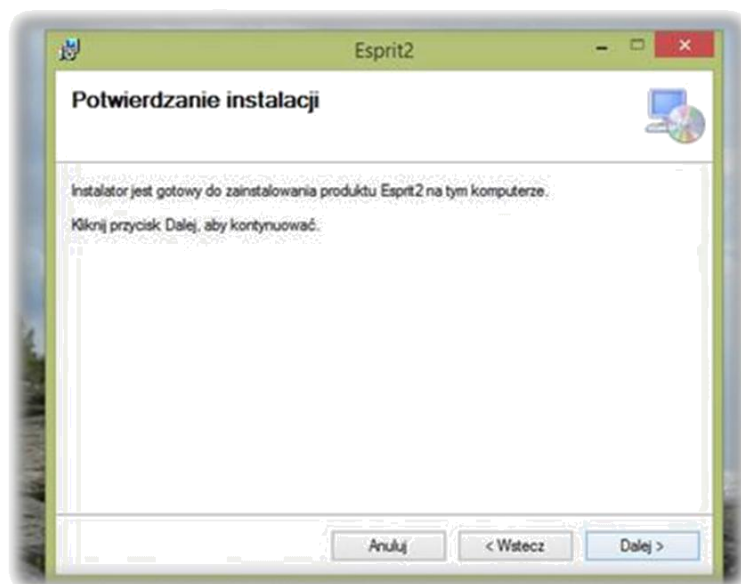 Esprit2
Potwierdzanie instalacji
Instalator jest gotowy do zainstalowania produktu Esprit2 na tym komputerze.
Kliknij przycisk Dalej, aby kontynuować.
Anuluj
< Wstecz
Dalej >